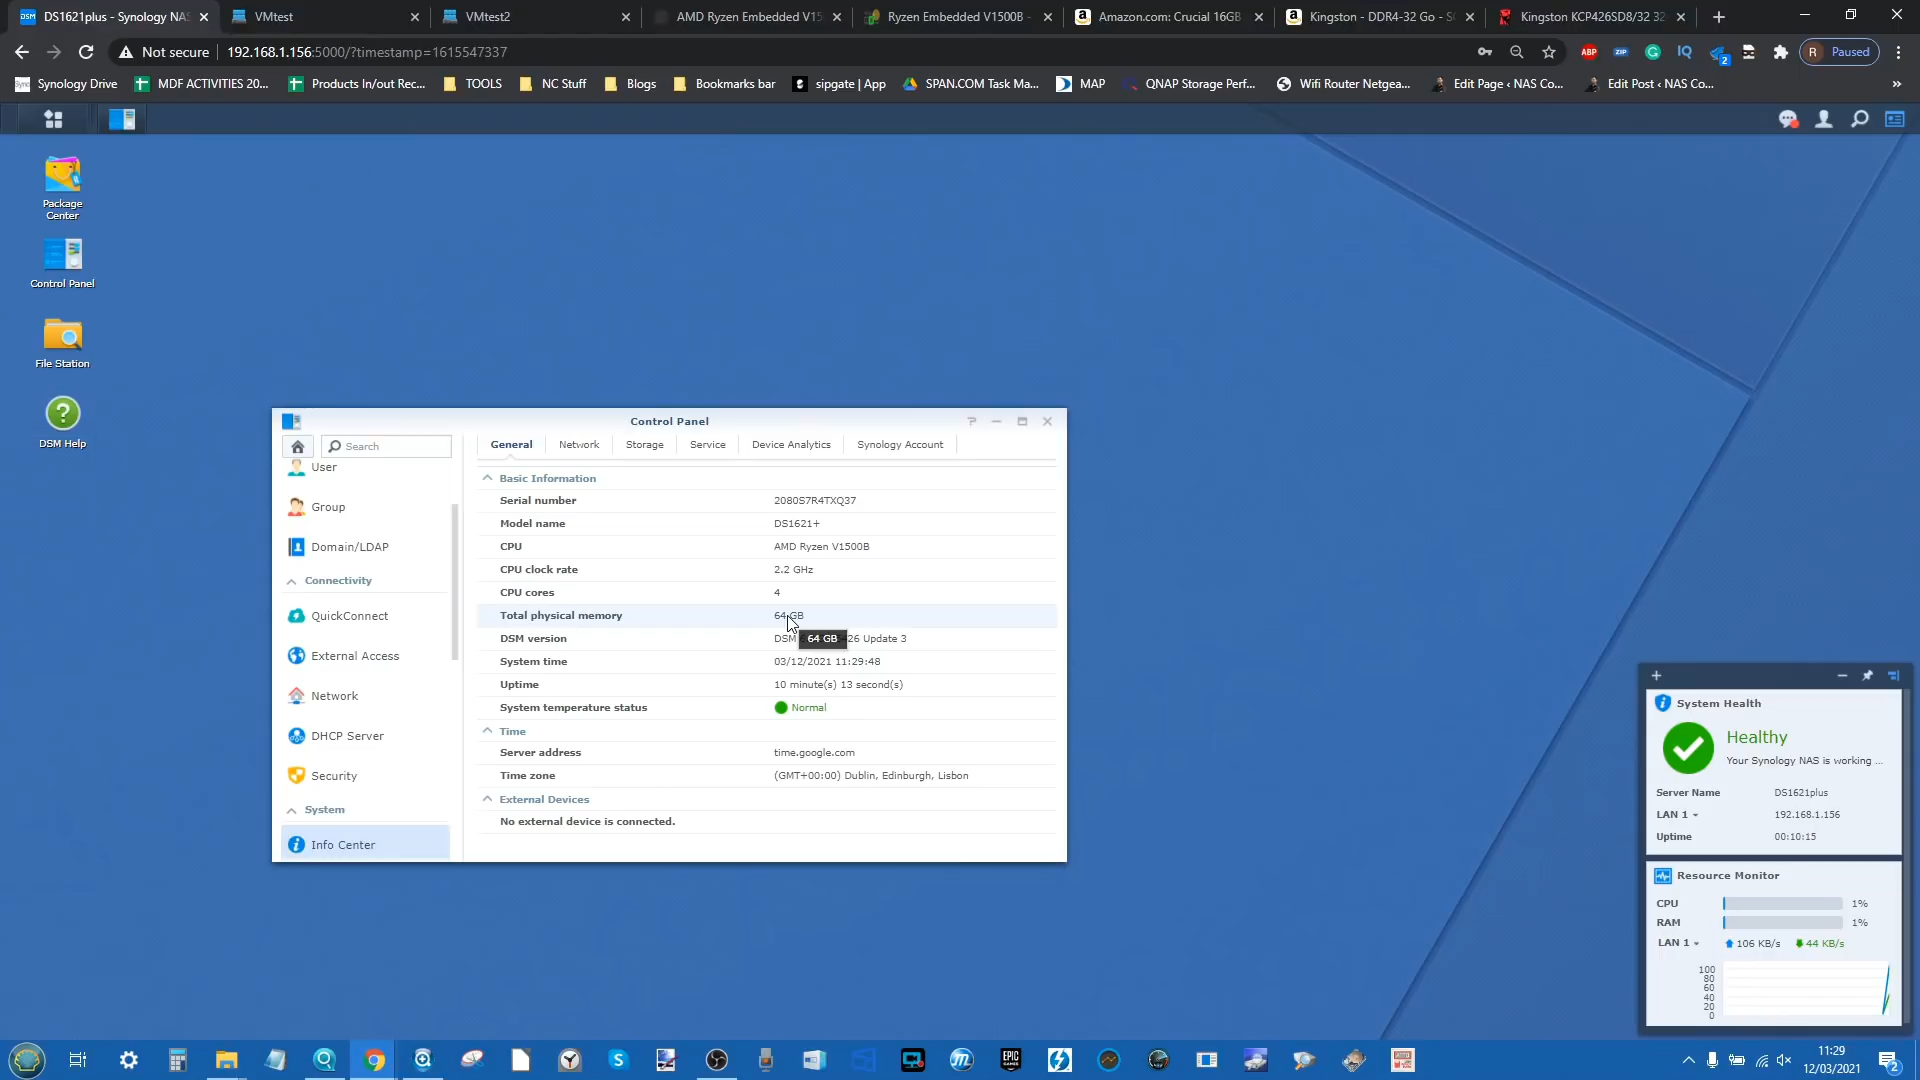 DS1621plus - Synology NAS
VMtest
VMtest2
AMD Ryzen Embedded V15
Ryzen Embedded V1500B -
Amazon.com: Crucial 16GB
Kingston - DDR4-32 Go - SO
Kingston KCP426SD8/32 32
Not secure
192.168.1.156:5000/?timestamp=1615547337
ABP
ZIP
IQ
2
R Paused
Synology Drive
MDF ACTIVITIES 20...
Products In/out Rec...
TOOLS
NC Stuff
Blogs
Bookmarks bar
sipgate | App
SPAN.COM Task Ma...
MAP
QNAP Storage Perf...
Wifi Router Netgea...
Edit Page ‹ NAS Co...
Edit Post ‹ NAS Co...
»
Package
Center
Control Panel
File Station
DSM Help
Control Panel
Search
General
Network
Storage
Service
Device Analytics
Synology Account
User
Group
Domain/LDAP
Connectivity
QuickConnect
External Access
Network
DHCP Server
Security
System
Info Center
Basic Information
Serial number 2080S7R4TXQ37
Model name DS1621+
CPU AMD Ryzen V1500B
CPU clock rate 2.2 GHz
CPU cores 4
Total physical memory 64 GB
DSM version DSM 26 Update 3
64 GB
System time 03/12/2021 11:29:48
Uptime 10 minute(s) 13 second(s)
System temperature status Normal
Time
Server address time.google.com
Time zone (GMT+00:00) Dublin, Edinburgh, Lisbon
External Devices
No external device is connected.
System Health
Healthy
Your Synology NAS is working ...
Server Name DS1621plus
LAN 1 192.168.1.156
Uptime 00:10:15
Resource Monitor
CPU 1%
RAM 1%
LAN 1 106 KB/s 44 KB/s
100
80
60
40
20
0
EPIC
GAMES
11:29
12/03/2021
2